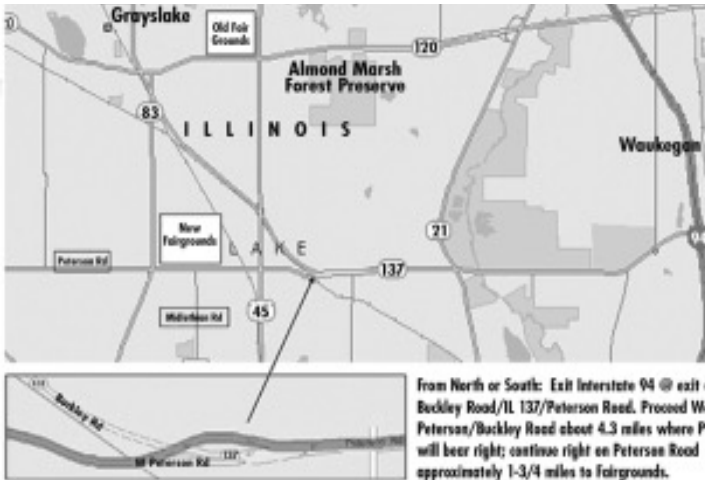 Grayslake
Old Fair
Grounds
120
Almond Marsh
Forest Preserve
83
ILLINOIS
Waukegan
New
Fairgrounds
LAKE
21
Peterson Rd
137
Midlothian Rd
45
Buckley Rd
137
W Peterson Rd
Peterson Rd
From North or South: Exit Interstate 94 @ exit
Buckley Road/IL 137/Peterson Road. Proceed W
Peterson/Buckley Road about 4.3 miles where P
will bear right; continue right on Peterson Road
approximately 1-3/4 miles to Fairgrounds.